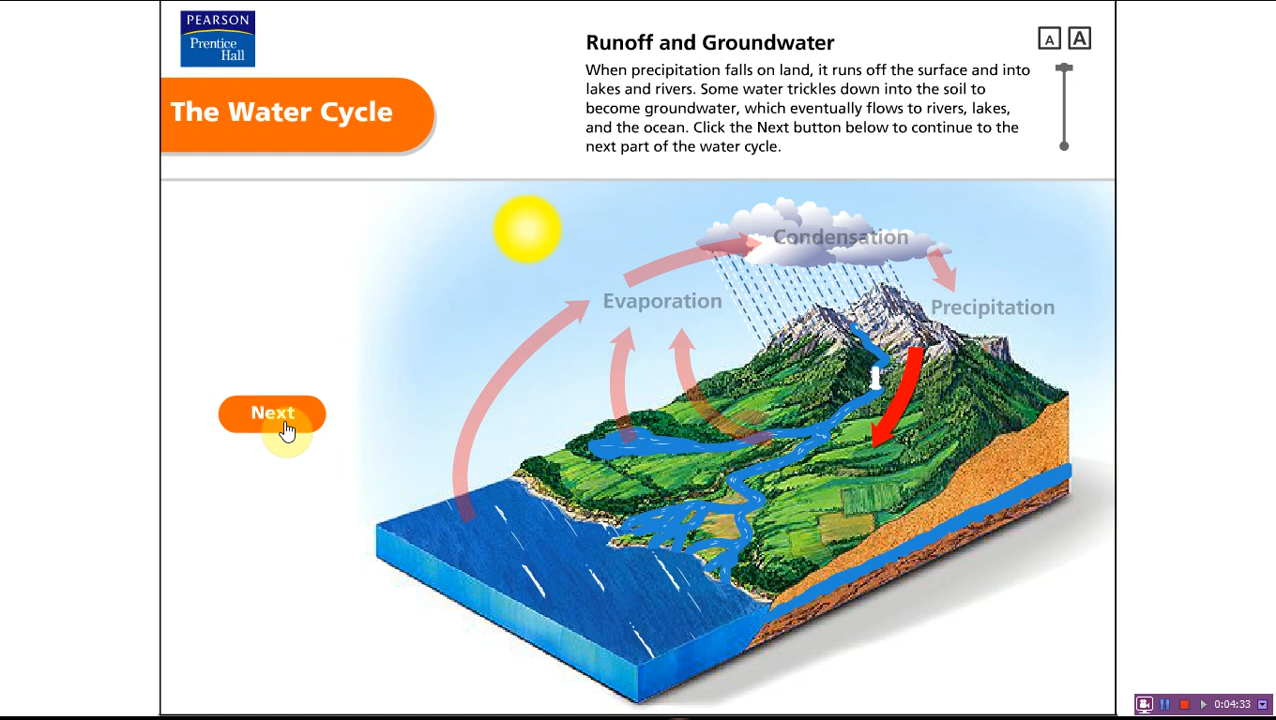 PEARSON
Prentice
Hall
The Water Cycle
Runoff and Groundwater
When precipitation falls on land, it runs off the surface and into
lakes and rivers. Some water trickles down into the soil to
become groundwater, which eventually flows to rivers, lakes,
and the ocean. Click the Next button below to continue to the
next part of the water cycle.
A A
Condensation
Evaporation
Precipitation
Next
0:04:33